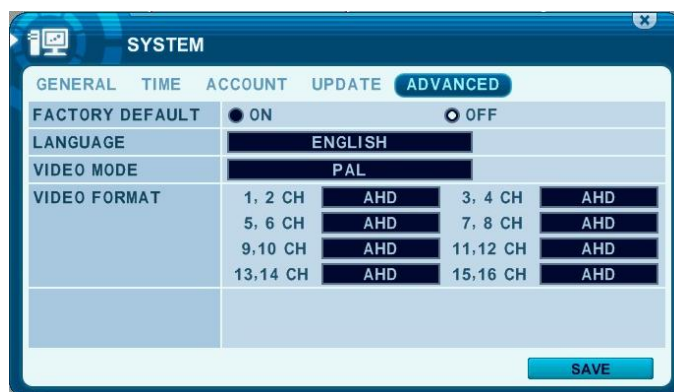 SYSTEM
GENERAL TIME ACCOUNT UPDATE ADVANCED
FACTORY DEFAULT ON OFF
LANGUAGE ENGLISH
VIDEO MODE PAL
VIDEO FORMAT 1, 2 CH AHD 3, 4 CH AHD
5, 6 CH AHD 7, 8 CH AHD
9,10 CH AHD 11,12 CH AHD
13,14 CH AHD 15,16 CH AHD
SAVE